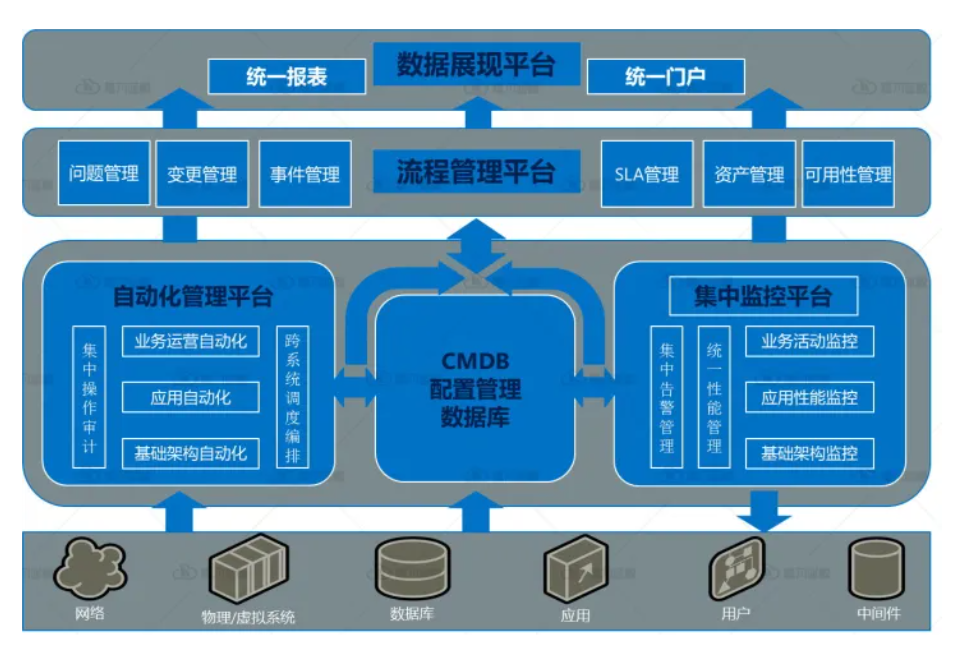 数据展现平台
统一报表
统一门户
问题管理
变更管理
事件管理
流程管理平台
SLA管理
资产管理
可用性管理
自动化管理平台
集中操作审计
业务运营自动化
应用自动化
基础架构自动化
跨系统调度编排
CMDB
配置管理
数据库
集中监控平台
集中告警管理
统一性能管理
业务活动监控
应用性能监控
基础架构监控
网络
物理/虚拟系统
数据库
应用
用户
中间件